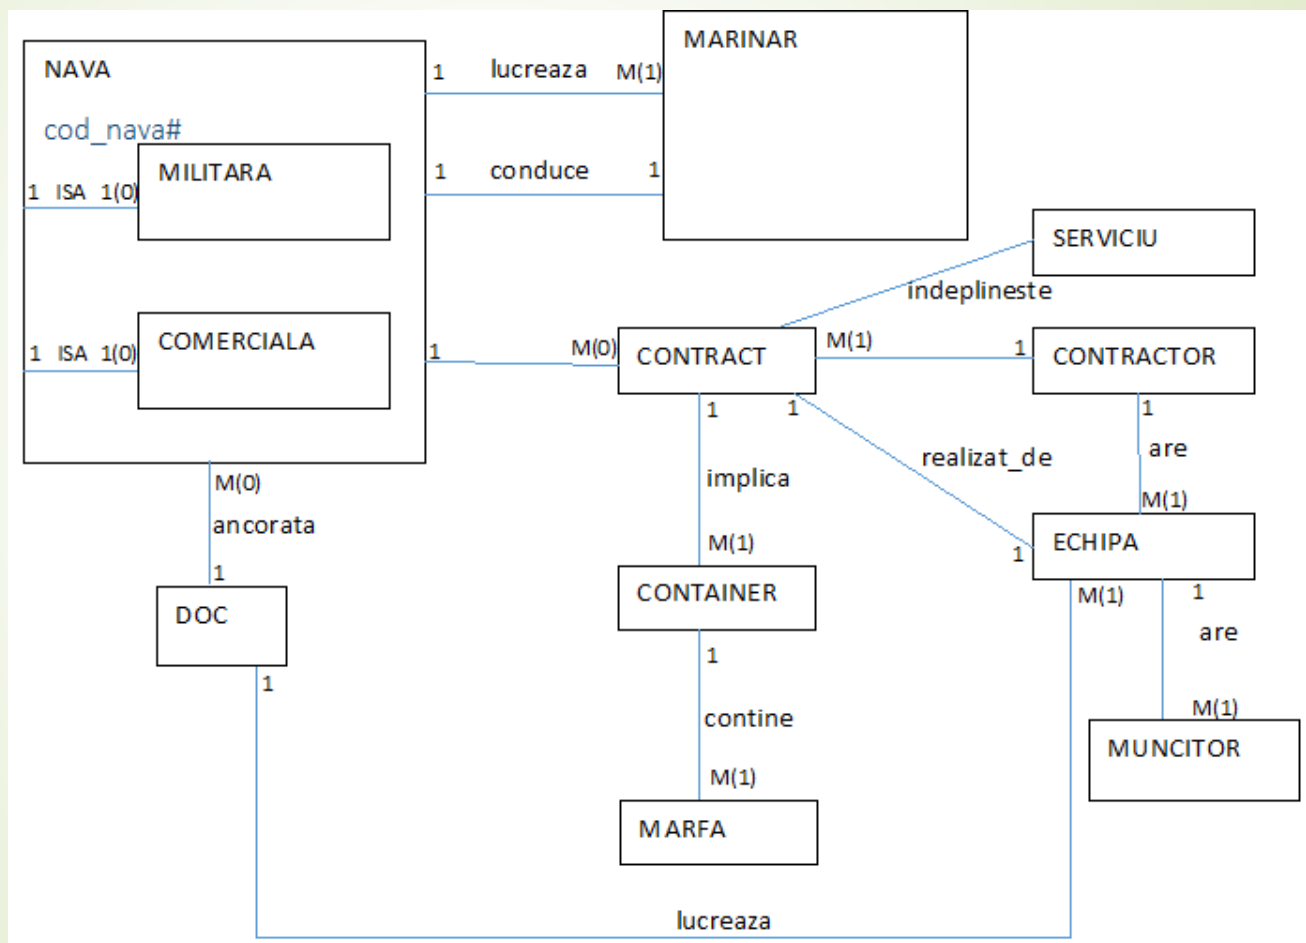 MARINAR
NAVA
1 lucreaza M(1)
cod_nava#
MILITARA
1 conduce 1
1 ISA 1(0)
SERVICIU
indeplineste
COMERCIALA
1 ISA 1(0)
1 M(0)
CONTRACT
M(1) 1
CONTRACTOR
1 1
1
are
realizat_de
implica
M(0)
M(1)
ancorata
M(1)
ECHIPA
1
1
CONTAINER
M(1) 1
DOC
are
1
1
contine
M(1)
MUNCITOR
M(1)
MARFA
lucreaza